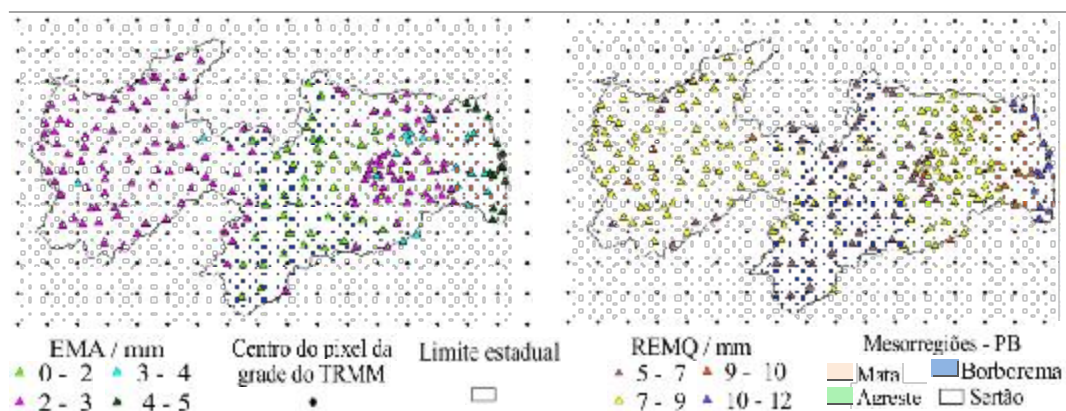 EMA / mm
0 - 2
3 - 4
2 - 3
4 - 5
Centro do pixel da
grade do TRMM
Limite estadual
REMQ / mm
5 - 7
9 - 10
7 - 9
10 - 12
Mesorregiões - PB
Mata
Borborema
Agreste
Sertão